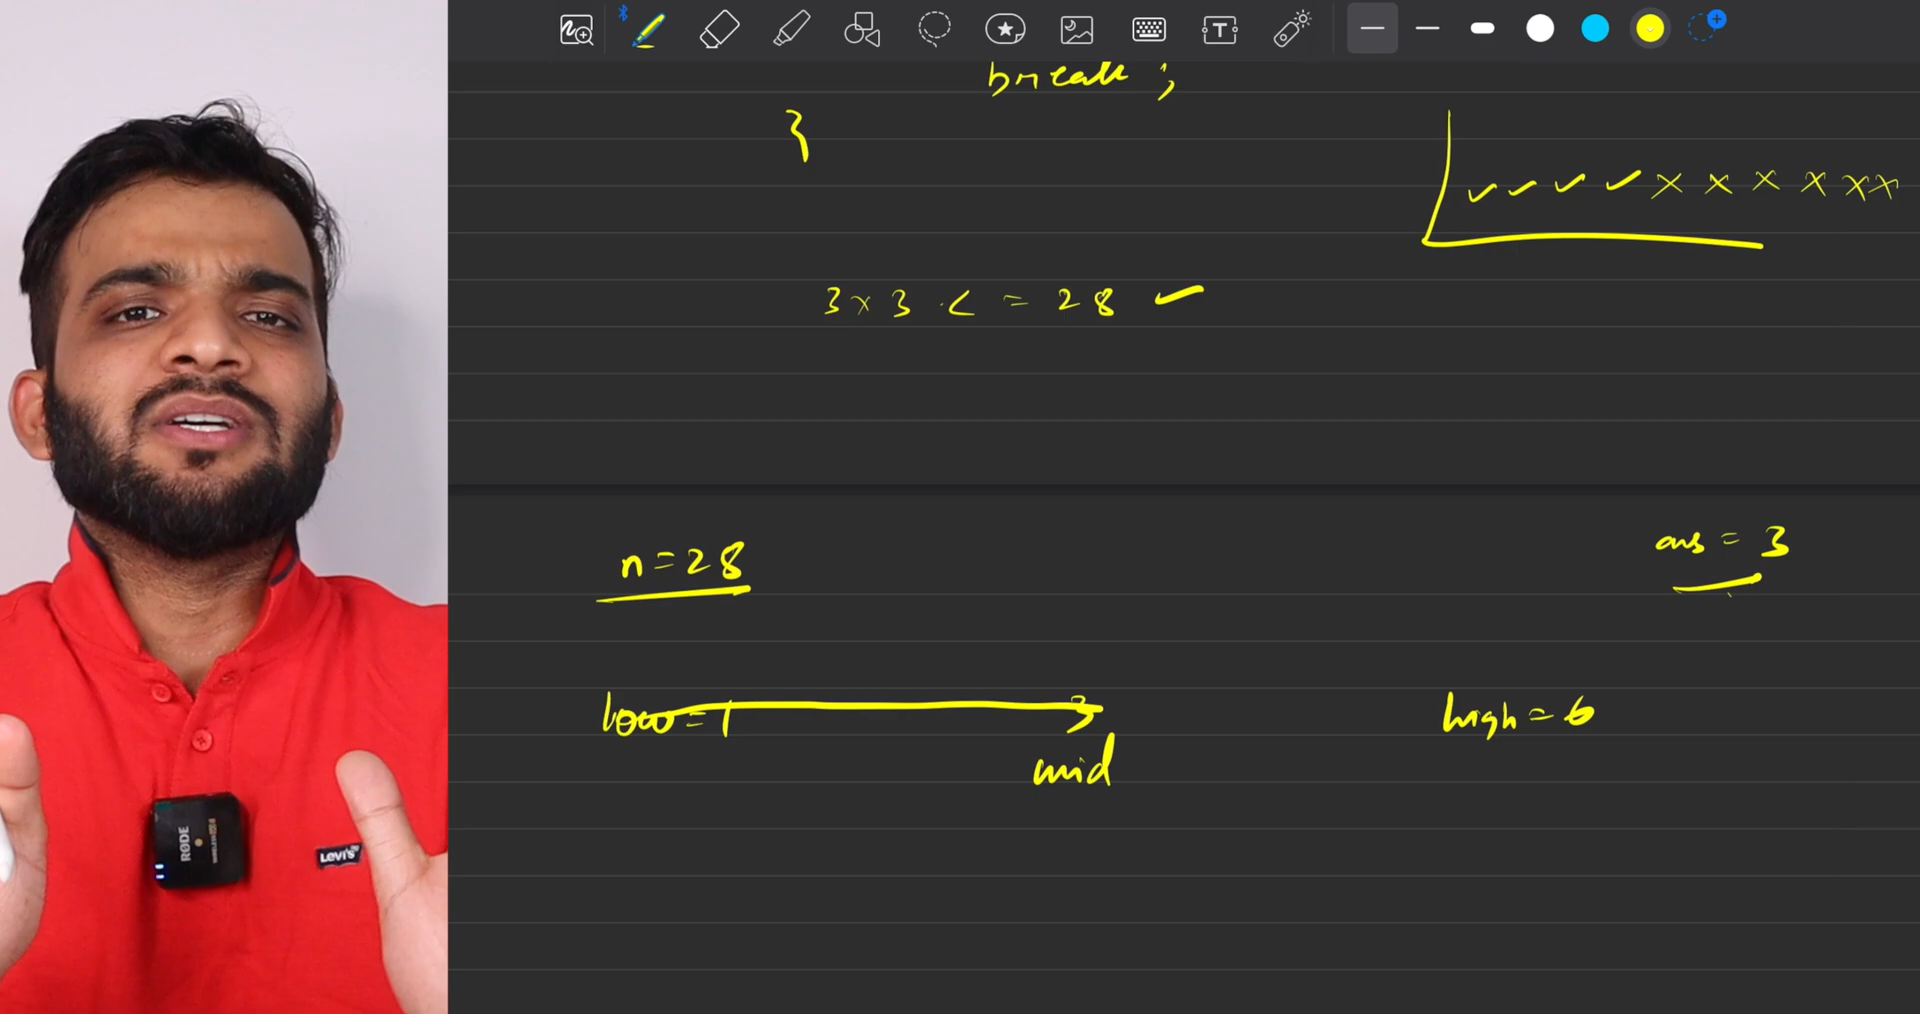 break ;
}
3 × 3 < = 28 ✓
✓ ✓ ✓ ✓ × × × × × ×
n = 28
ans = 3
low = 1
3
high = 6
mid
RØDE
Levi's
T